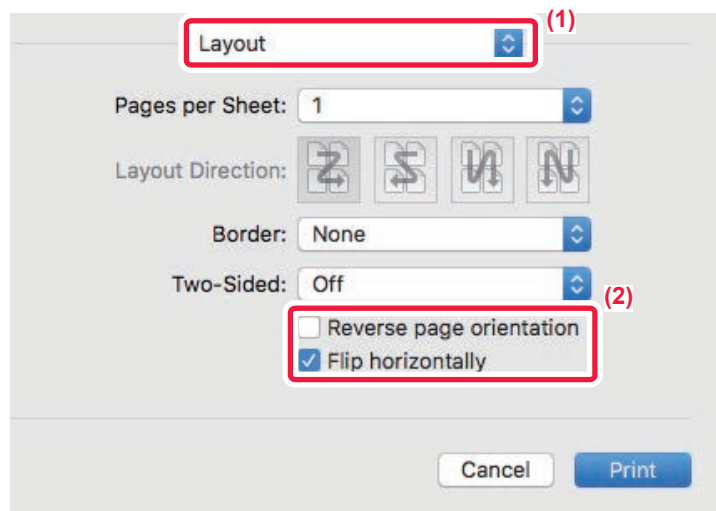 (1)
Layout
Pages per Sheet: 1
Layout Direction:
Border: None
Two-Sided: Off
(2)
Reverse page orientation
Flip horizontally
Cancel Print